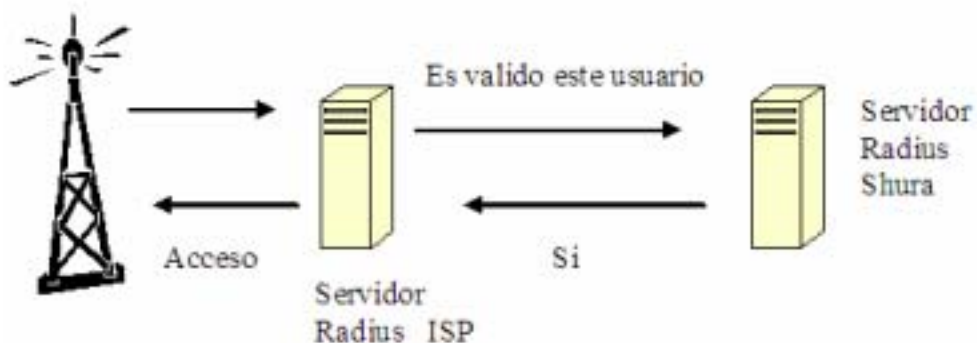 Es valido este usuario
Servidor
Radius
Shura
Acceso
Si
Servidor
Radius ISP